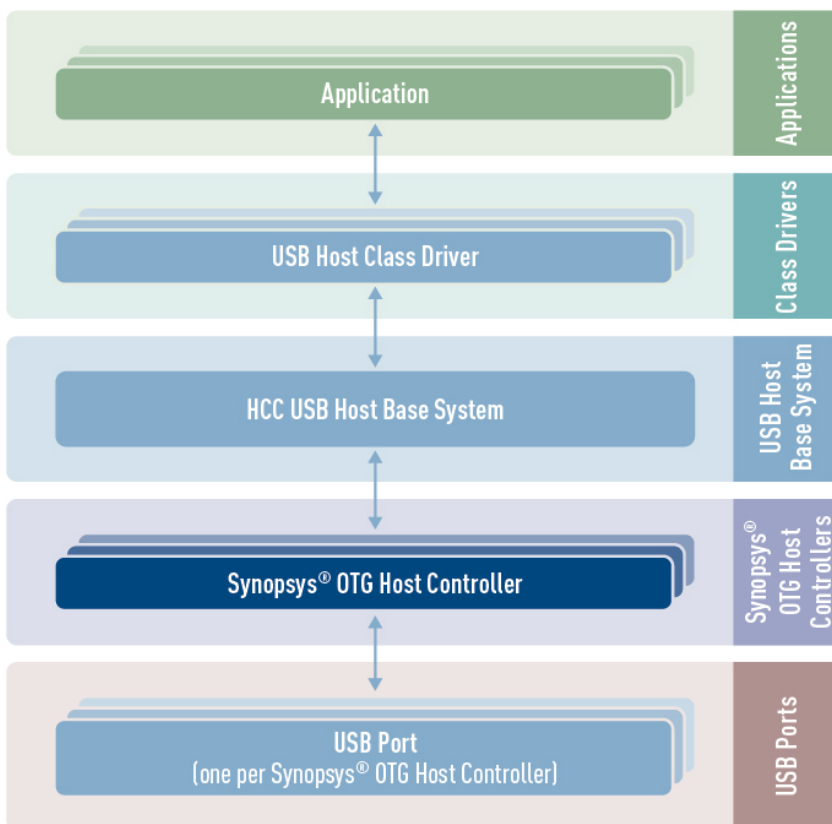 Application
Applications
USB Host Class Driver
Class Drivers
HCC USB Host Base System
USB Host
Base System
Synopsys® OTG Host Controller
Synopsys®
OTG Host
Controllers
USB Port
(one per Synopsys® OTG Host Controller)
USB Ports